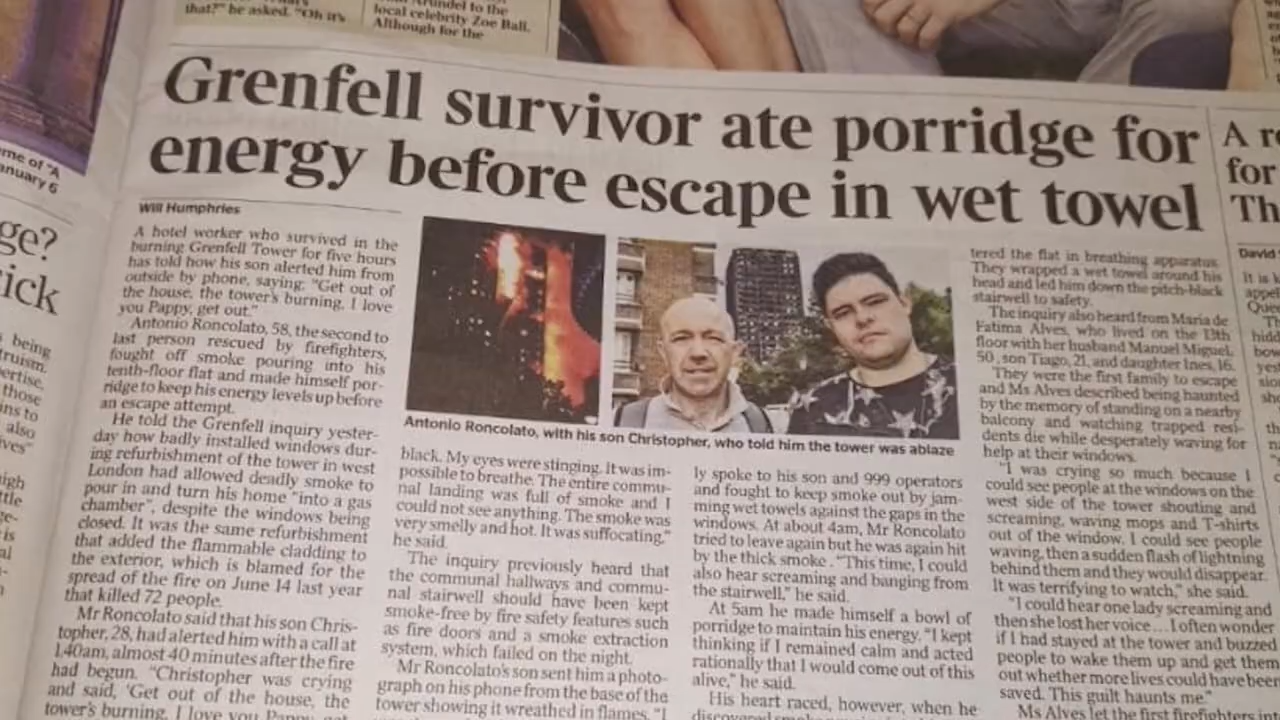 that?" he asked. "Oh it's
Arundel to the
local celebrity Zoe Ball.
Although for the
me of "A
anuary 6
ge?
ick
being
truism.
pertise.
those
ns to
also
ves"
Grenfell survivor ate porridge for
energy before escape in wet towel
Will Humphries
A hotel worker who survived in the
burning Grenfell Tower for five hours
has told how his son alerted him from
outside by phone, saying: "Get out of
the house, the tower's burning. I love
you Pappy, get out."
Antonio Roncolato, 58, the second to
last person rescued by firefighters,
fought off smoke pouring into his
tenth-floor flat and made himself por-
ridge to keep his energy levels up before
an escape attempt.
He told the Grenfell inquiry yester-
day how badly installed windows dur-
ing refurbishment of the tower in west
London had allowed deadly smoke to
pour in and turn his home "into a gas
chamber", despite the windows being
closed. It was the same refurbishment
that added the flammable cladding to
the exterior, which is blamed for the
spread of the fire on June 14 last year
that killed 72 people.
Mr Roncolato said that his son Chris-
topher, 28, had alerted him with a call at
1.40am, almost 40 minutes after the fire
had begun. "Christopher was crying
and said, 'Get out of the house, the
tower's burning. I love you Pappy, get
Antonio Roncolato, with his son Christopher, who told him the tower was ablaze
black. My eyes were stinging. It was im-
possible to breathe. The entire commu-
nal landing was full of smoke and I
could not see anything. The smoke was
very smelly and hot. It was suffocating,"
he said.
The inquiry previously heard that
the communal hallways and commu-
nal stairwell should have been kept
smoke-free by fire safety features such
as fire doors and a smoke extraction
system, which failed on the night.
Mr Roncolato's son sent him a photo-
graph on his phone from the base of the
tower showing it wreathed in flames. "I
ly spoke to his son and 999 operators
and fought to keep smoke out by jam-
ming wet towels against the gaps in the
windows. At about 4am, Mr Roncolato
tried to leave again but he was again hit
by the thick smoke. "This time, I could
also hear screaming and banging from
the stairwell," he said.
At 5am he made himself a bowl of
porridge to maintain his energy. "I kept
thinking if I remained calm and acted
rationally that I would come out of this
alive," he said.
His heart raced, however, when he
discovered smoke
tered the flat in breathing apparatus.
They wrapped a wet towel around his
head and led him down the pitch-black
stairwell to safety.
The inquiry also heard from Maria de
Fatima Alves, who lived on the 13th
floor with her husband Manuel Miguel,
50, son Tiago, 21, and daughter Ines, 16.
They were the first family to escape
and Ms Alves described being haunted
by the memory of standing on a nearby
balcony and watching trapped resi-
dents die while desperately waving for
help at their windows.
"I was crying so much because I
could see people at the windows on the
west side of the tower shouting and
screaming, waving mops and T-shirts
out of the window. I could see people
waving, then a sudden flash of lightning
behind them and they would disappear.
It was terrifying to watch," she said.
"I could hear one lady screaming and
then she lost her voice... I often wonder
if I had stayed at the tower and buzzed
people to wake them up and get them
out whether more lives could have been
saved. This guilt haunts me."
Ms Alves let the first firefighters int
A r
for
Th
David
It is
appe
Que